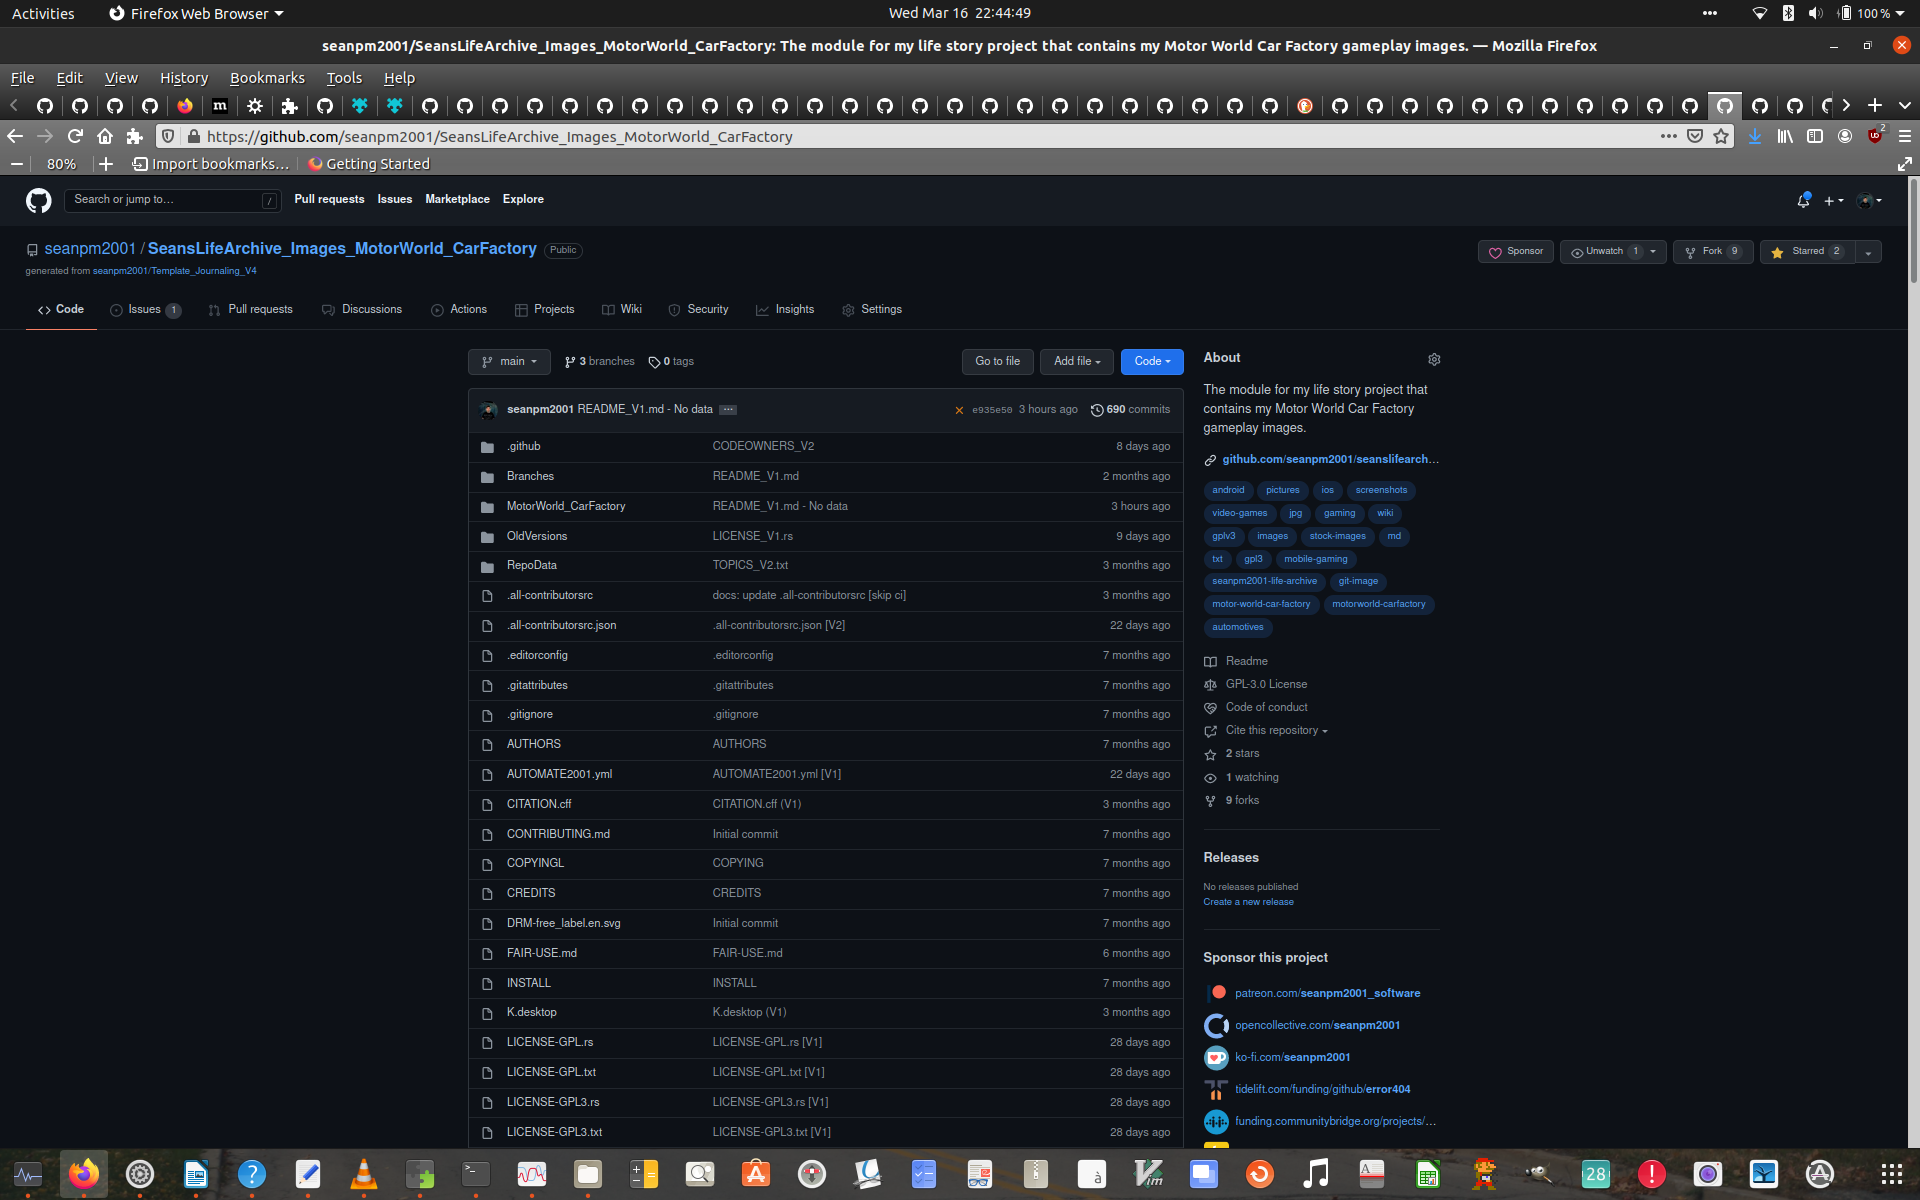 Activities Firefox Web Browser Wed Mar 16 22:44:49 100 %
seanpm2001/SeansLifeArchive_Images_MotorWorld_CarFactory: The module for my life story project that contains my Motor World Car Factory gameplay images. — Mozilla Firefox
File Edit View History Bookmarks Tools Help
https://github.com/seanpm2001/SeansLifeArchive_Images_MotorWorld_CarFactory 2
80% Import bookmarks… Getting Started
Search or jump to… / Pull requests Issues Marketplace Explore
seanpm2001 / SeansLifeArchive_Images_MotorWorld_CarFactory Public Sponsor Unwatch 1 Fork 9 Starred 2
generated from seanpm2001/Template_Journaling_V4
Code Issues 1 Pull requests Discussions Actions Projects Wiki Security Insights Settings
main 3 branches 0 tags Go to file Add file Code
seanpm2001 README_V1.md - No data ··· e935e50 3 hours ago 690 commits
.github CODEOWNERS_V2 8 days ago
Branches README_V1.md 2 months ago
MotorWorld_CarFactory README_V1.md - No data 3 hours ago
OldVersions LICENSE_V1.rs 9 days ago
RepoData TOPICS_V2.txt 3 months ago
.all-contributorsrc docs: update .all-contributorsrc [skip ci] 3 months ago
.all-contributorsrc.json .all-contributorsrc.json [V2] 22 days ago
.editorconfig .editorconfig 7 months ago
.gitattributes .gitattributes 7 months ago
.gitignore .gitignore 7 months ago
AUTHORS AUTHORS 7 months ago
AUTOMATE2001.yml AUTOMATE2001.yml [V1] 22 days ago
CITATION.cff CITATION.cff (V1) 3 months ago
CONTRIBUTING.md Initial commit 7 months ago
COPYINGL COPYING 7 months ago
CREDITS CREDITS 7 months ago
DRM-free_label.en.svg Initial commit 7 months ago
FAIR-USE.md FAIR-USE.md 6 months ago
INSTALL INSTALL 7 months ago
K.desktop K.desktop (V1) 3 months ago
LICENSE-GPL.rs LICENSE-GPL.rs [V1] 28 days ago
LICENSE-GPL.txt LICENSE-GPL.txt [V1] 28 days ago
LICENSE-GPL3.rs LICENSE-GPL3.rs [V1] 28 days ago
LICENSE-GPL3.txt LICENSE-GPL3.txt [V1] 28 days ago
About
The module for my life story project that
contains my Motor World Car Factory
gameplay images.
github.com/seanpm2001/seanslifearch…
android pictures ios screenshots
video-games jpg gaming wiki
gplv3 images stock-images md
txt gpl3 mobile-gaming
seanpm2001-life-archive git-image
motor-world-car-factory motorworld-carfactory
automotives
Readme
GPL-3.0 License
Code of conduct
Cite this repository
2 stars
1 watching
9 forks
Releases
No releases published
Create a new release
Sponsor this project
patreon.com/seanpm2001_software
opencollective.com/seanpm2001
ko-fi.com/seanpm2001
tidelift.com/funding/github/error404
funding.communitybridge.org/projects/…
28